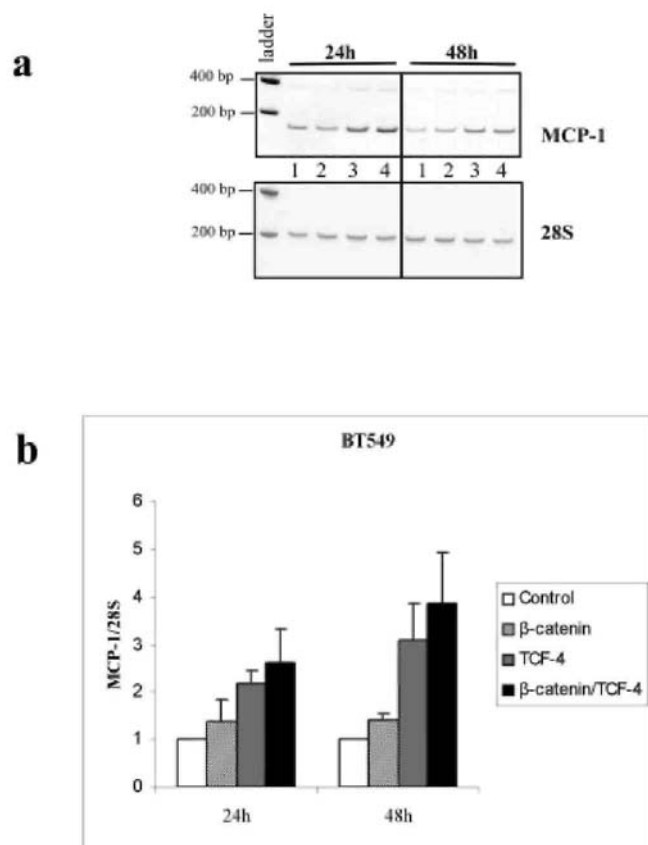 a
ladder
24h 48h
400 bp
200 bp
MCP-1
1 2 3 4 1 2 3 4
400 bp
200 bp
28S
b
BT549
MCP-1/28S
6
5
4
3
2
1
0
24h 48h
Control
β-catenin
TCF-4
β-catenin/TCF-4